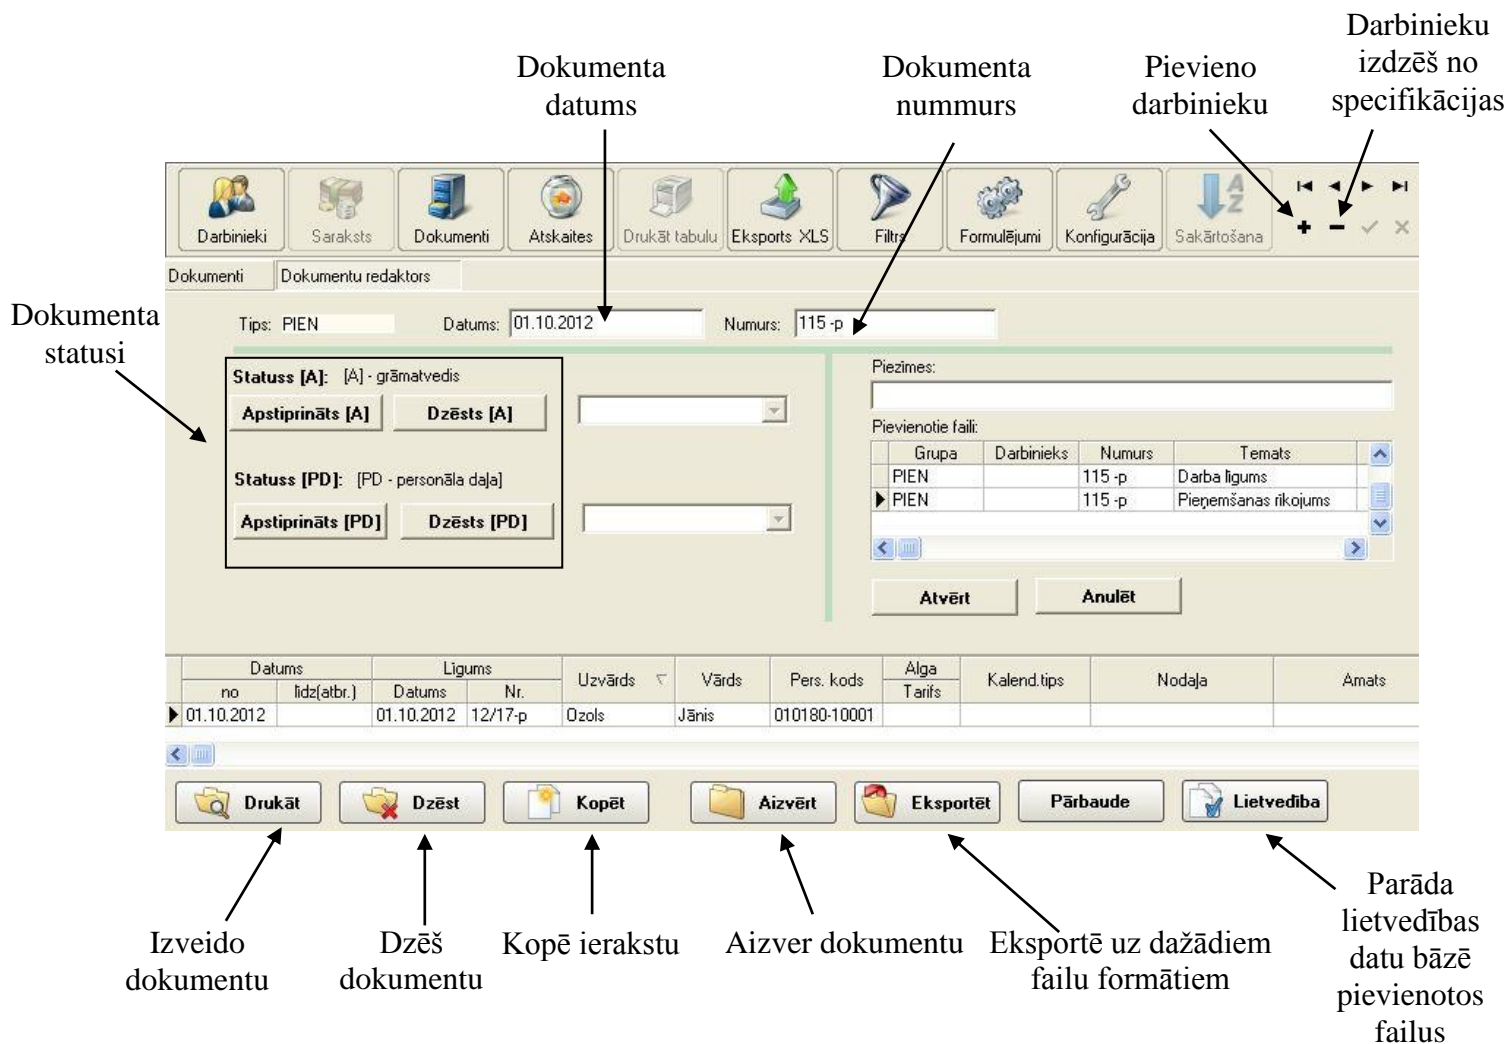 Darbinieku
izdzēš no
specifikācijas
Dokumenta
datums
Dokumenta
nummurs
Pievieno
darbinieku
Darbinieki
Saraksts
Dokumenti
Atskaites
Drukāt tabulu
Eksports XLS
Filtrs
Formulējumi
Konfigurācija
Sakārtošana
Dokumenti
Dokumentu redaktors
Dokumenta
statusi
Tips: PIEN
Datums: 01.10.2012
Numurs: 115 -p
Statuss [A]: [A] - grāmatvedis
Apstiprināts [A]
Dzēsts [A]
Statuss [PD]: [PD - personāla daļa]
Apstiprināts [PD]
Dzēsts [PD]
Piezīmes:
Pievienotie faili:
Grupa Darbinieks Numurs Temats
PIEN 115 -p Darba līgums
PIEN 115 -p Pieņemšanas rīkojums
Atvērt
Anulēt
Datums Līgums Uzvārds Vārds Pers. kods Alga Kalend.tips Nodaļa Amats
no līdz(atbr.) Datums Nr. Tarifs
01.10.2012 01.10.2012 12/17-p Ozols Jānis 010180-10001
Drukāt
Dzēst
Kopēt
Aizvērt
Eksportēt
Pārbaude
Lietvedība
Izveido
dokumentu
Dzēš
dokumentu
Kopē ierakstu
Aizver dokumentu
Eksportē uz dažādiem
failu formātiem
Parāda
lietvedības
datu bāzē
pievienotos
failus